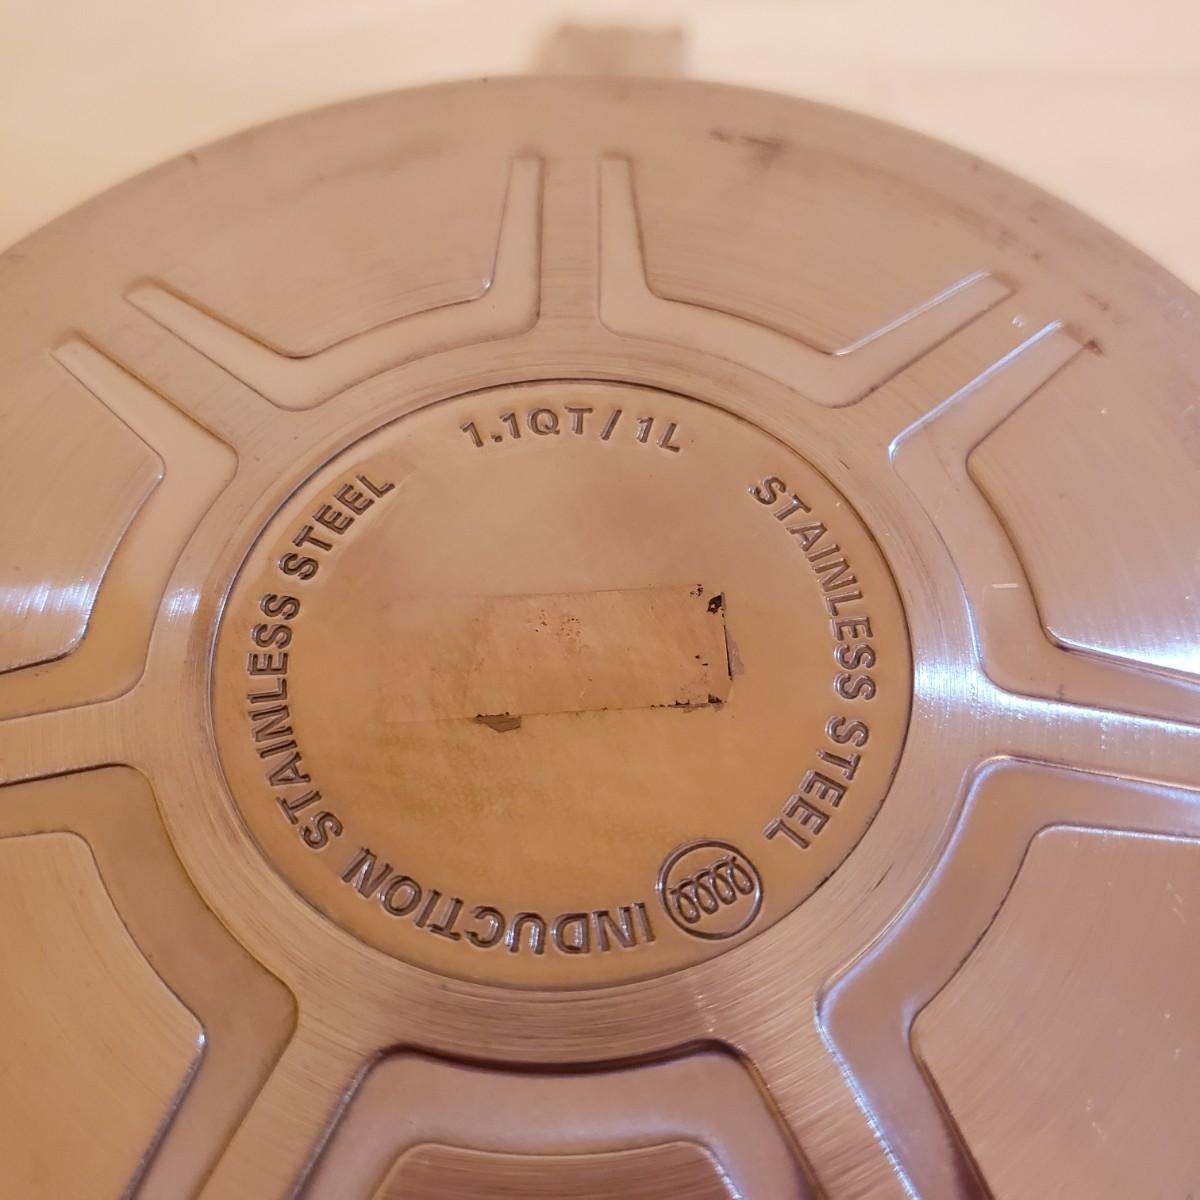 1.1QT/1L
STAINLESS STEEL
INDUCTION
STAINLESS STEEL